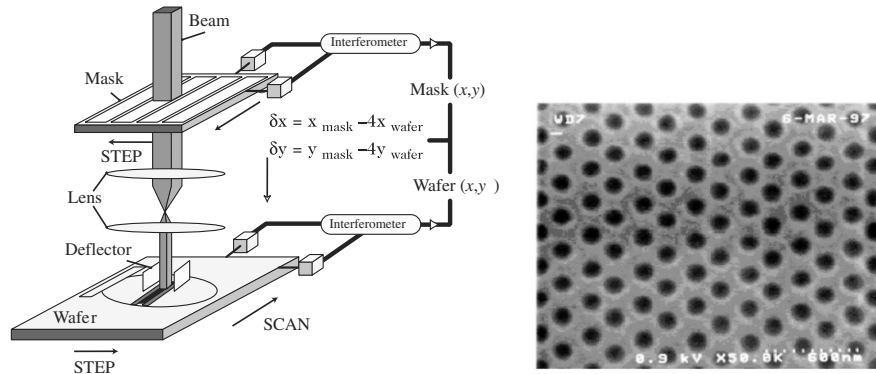 Beam
Interferometer
Mask
Mask (x,y)
δx = x mask –4x wafer
δy = y mask –4y wafer
STEP
Wafer (x,y )
Lens
Interferometer
Deflector
Wafer
SCAN
STEP
WD7 6-MAR-97
0.9 kV X50.0K 600nm